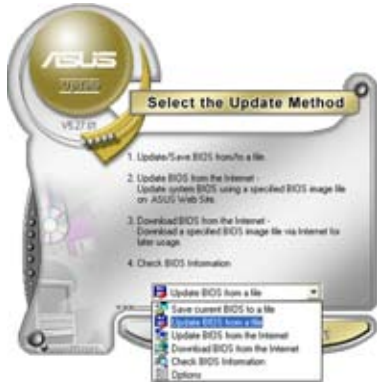 ASUS
Update
Select the Update Method
1. Update/Save BIOS from/to a file.
2. Update BIOS from the Internet -
Update system BIOS using a specified BIOS image file
on ASUS Web Site.
3. Download BIOS from the Internet -
Download a specified BIOS image file via Internet for
later usage.
4. Check BIOS Information
Update BIOS from a file
Save current BIOS to a file
Update BIOS from a file
Update BIOS from the Internet
Download BIOS from the Internet
Check BIOS Information
Options